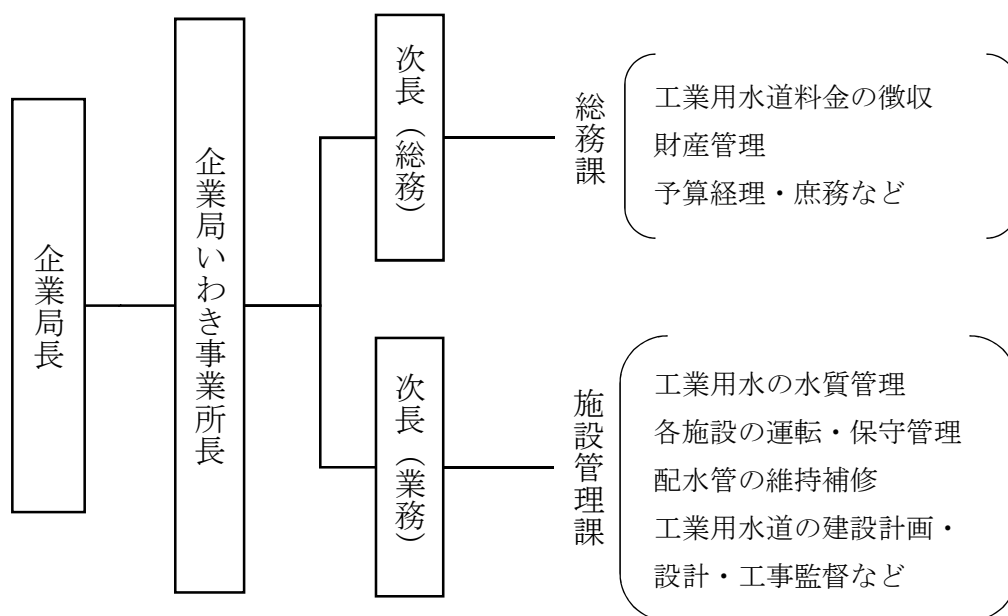 企業局長
企業局いわき事業所長
次長（総務）
総務課
工業用水道料金の徴収
財産管理
予算経理・庶務など
次長（業務）
施設管理課
工業用水の水質管理
各施設の運転・保守管理
配水管の維持補修
工業用水道の建設計画・
設計・工事監督など